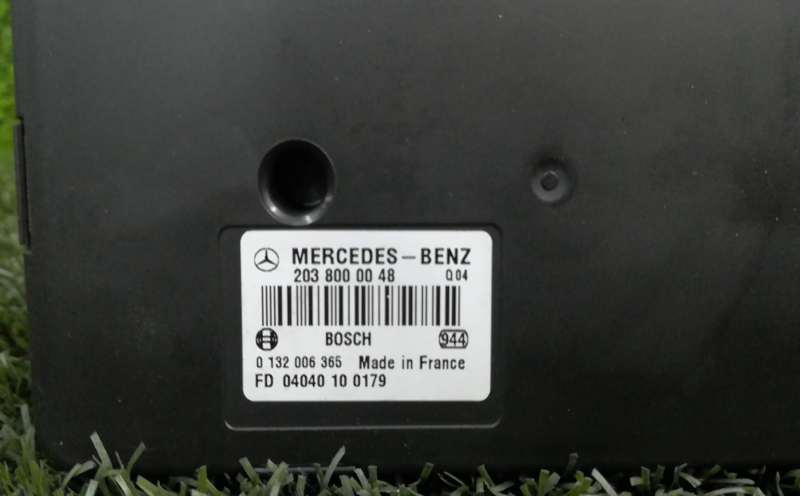 MERCEDES-BENZ
203 800 00 48 Q04
BOSCH 944
0 132 006 365 Made in France
FD 04040 10 0179